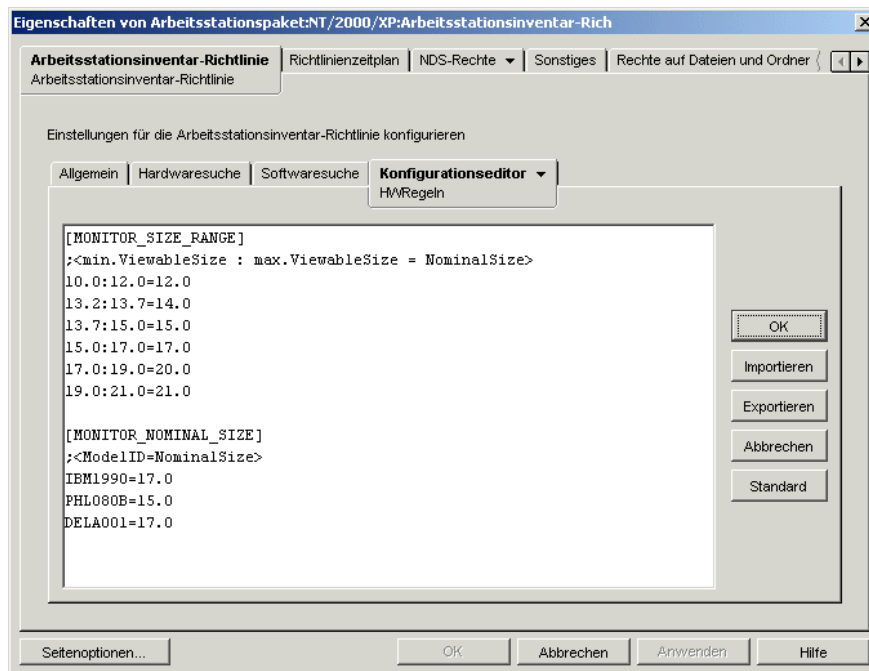 Eigenschaften von Arbeitsstationspaket:NT/2000/XP:Arbeitsstationsinventar-Rich
Arbeitsstationsinventar-Richtlinie Richtlinienzeitplan NDS-Rechte Sonstiges Rechte auf Dateien und Ordner
Arbeitsstationsinventar-Richtlinie
Einstellungen für die Arbeitsstationsinventar-Richtlinie konfigurieren
Allgemein Hardwaresuche Softwaresuche Konfigurationseditor
HWRegeln
[MONITOR_SIZE_RANGE]
;<min.ViewableSize : max.ViewableSize = NominalSize>
10.0:12.0=12.0
13.2:13.7=14.0
13.7:15.0=15.0
15.0:17.0=17.0
17.0:19.0=20.0
19.0:21.0=21.0
[MONITOR_NOMINAL_SIZE]
;<ModelID=NominalSize>
IBM1990=17.0
PHL080B=15.0
DELA001=17.0
OK
Importieren
Exportieren
Abbrechen
Standard
Seitenoptionen... OK Abbrechen Anwenden Hilfe